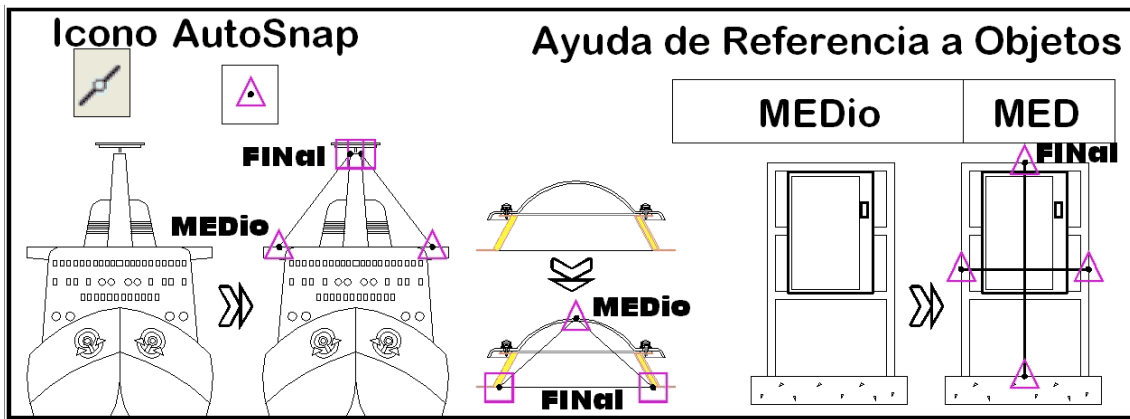 Icono AutoSnap
Ayuda de Referencia a Objetos
MEDio
MED
FINal
MEDio
MEDio
FINal
FINal